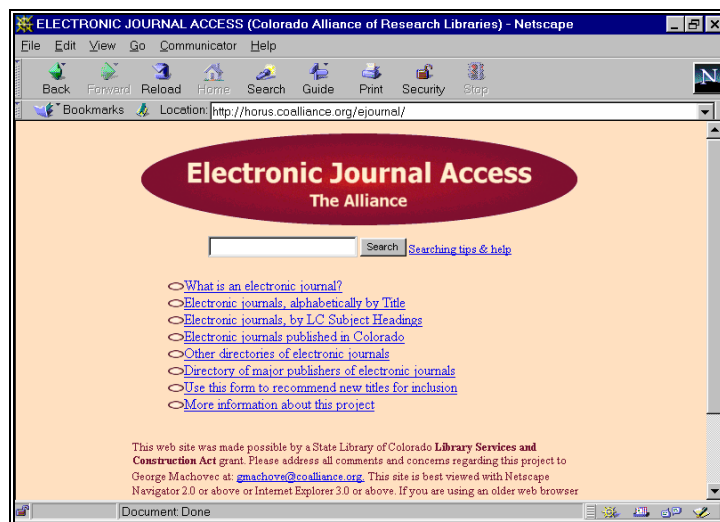 ELECTRONIC JOURNAL ACCESS (Colorado Alliance of Research Libraries) - Netscape
File Edit View Go Communicator Help
Back Forward Reload Home Search Guide Print Security Stop
N
Bookmarks Location: http://horus.coalliance.org/ejournal/
Electronic Journal Access
The Alliance
Search Searching tips & help
What is an electronic journal?
Electronic journals, alphabetically by Title
Electronic journals, by LC Subject Headings
Electronic journals published in Colorado
Other directories of electronic journals
Directory of major publishers of electronic journals
Use this form to recommend new titles for inclusion
More information about this project
This web site was made possible by a State Library of Colorado Library Services and
Construction Act grant. Please address all comments and concerns regarding this project to
George Machovec at: gmachove@coalliance.org. This site is best viewed with Netscape
Navigator 2.0 or above or Internet Explorer 3.0 or above. If you are using an older web browser
Document: Done